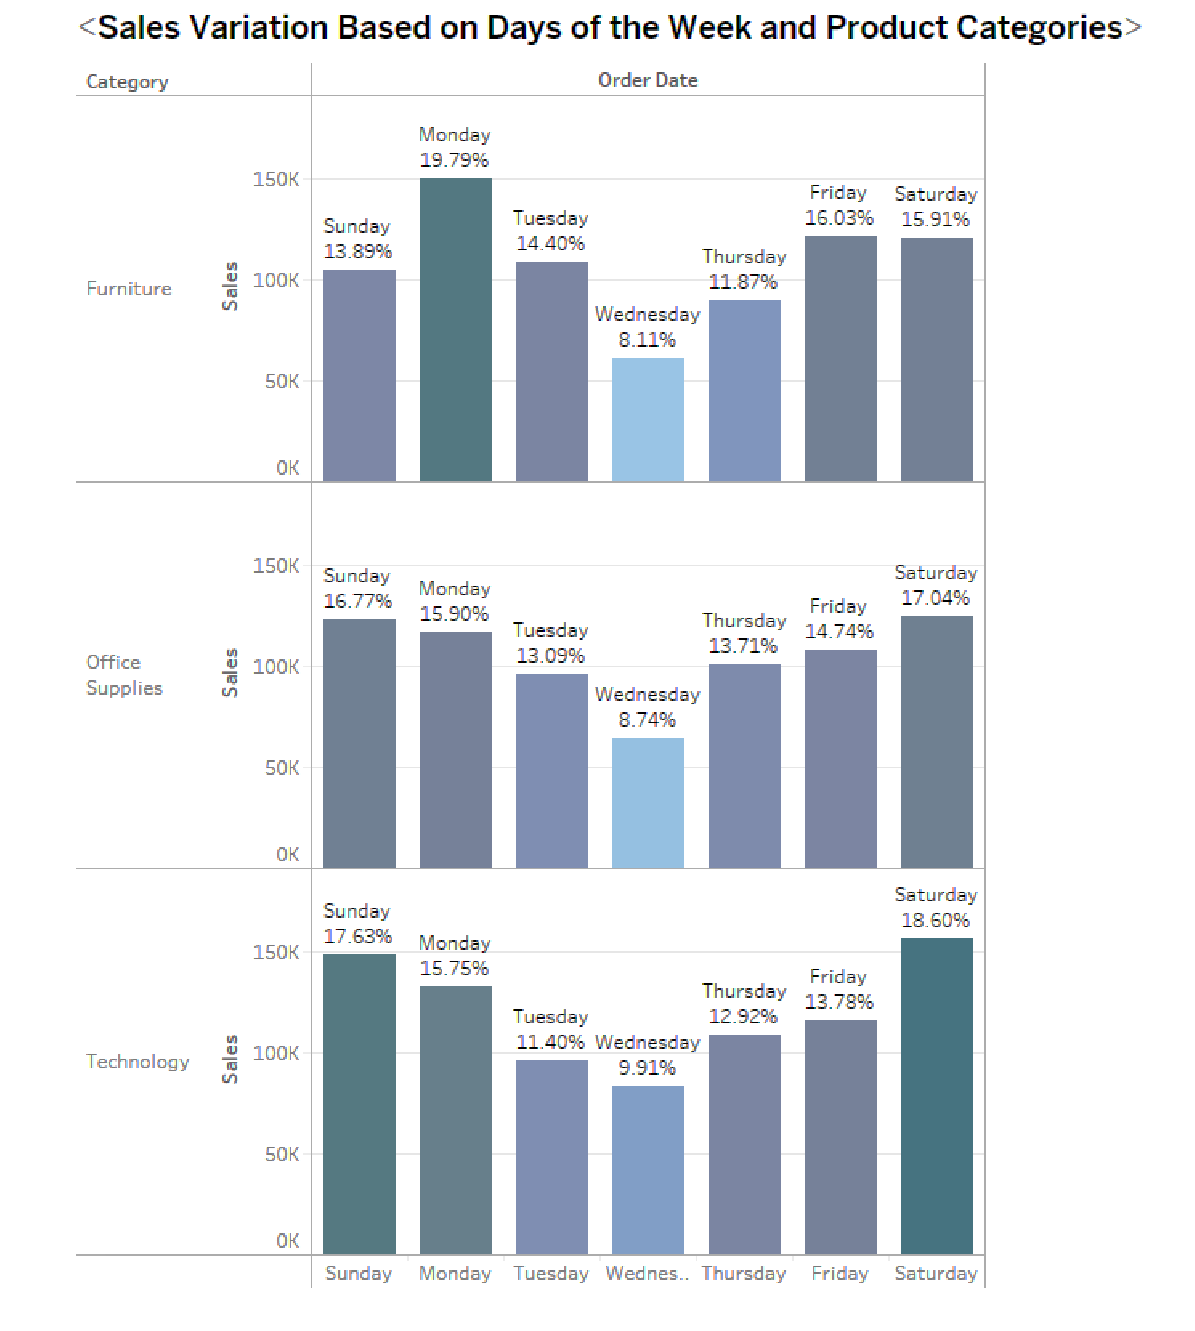 <Sales Variation Based on Days of the Week and Product Categories>
Category
Order Date
Furniture
Sales
150K
100K
50K
0K
Sunday
13.89%
Monday
19.79%
Tuesday
14.40%
Wednesday
8.11%
Thursday
11.87%
Friday
16.03%
Saturday
15.91%
Office
Supplies
Sales
150K
100K
50K
0K
Sunday
16.77%
Monday
15.90%
Tuesday
13.09%
Wednesday
8.74%
Thursday
13.71%
Friday
14.74%
Saturday
17.04%
Technology
Sales
150K
100K
50K
0K
Sunday
17.63%
Monday
15.75%
Tuesday
11.40%
Wednesday
9.91%
Thursday
12.92%
Friday
13.78%
Saturday
18.60%
Sunday Monday Tuesday Wednes.. Thursday Friday Saturday